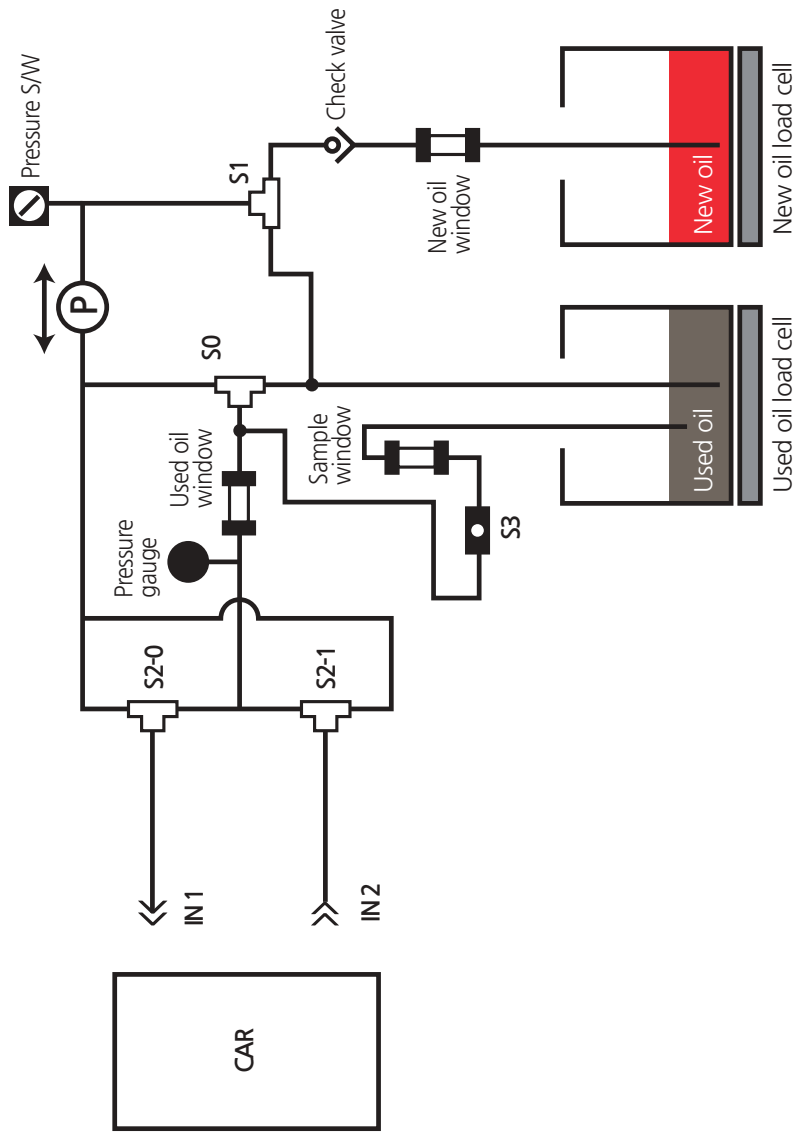 Pressure S/W
P
S1
Check valve
New oil
window
New oil
New oil load cell
S0
Used oil
window
Pressure
gauge
Sample
window
S3
Used oil
Used oil load cell
S2-0
S2-1
IN 1
IN 2
CAR